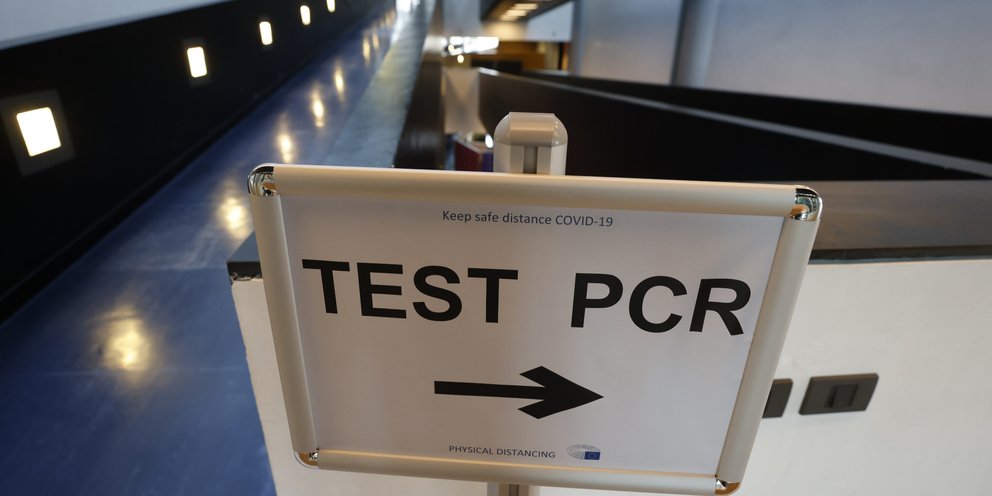 Keep safe distance COVID-19
TEST PCR
PHYSICAL DISTANCING